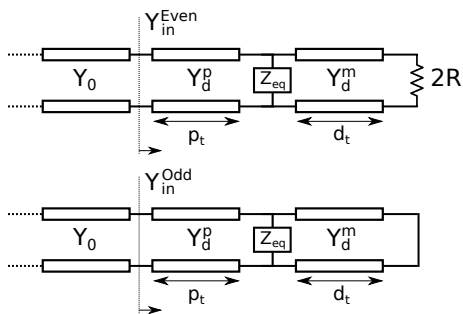 Y_in^Even
Y_0 Y_d^p Z_eq Y_d^m 2R
p_t d_t
Y_in^Odd
Y_0 Y_d^p Z_eq Y_d^m
p_t d_t